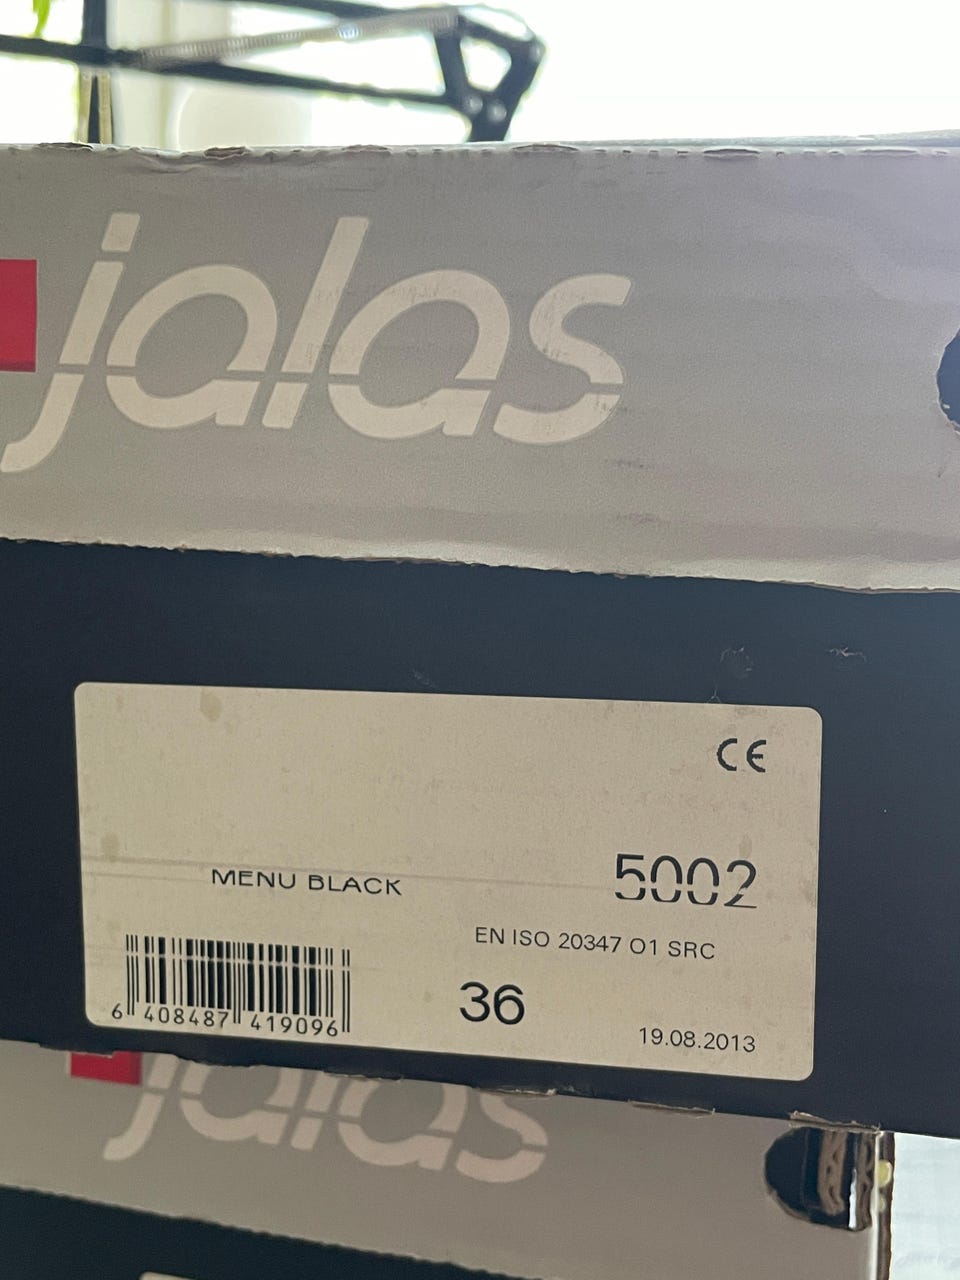 jalas
CE
5002
MENU BLACK
EN ISO 20347 O1 SRC
36
6 408487 419096
19.08.2013
jalas